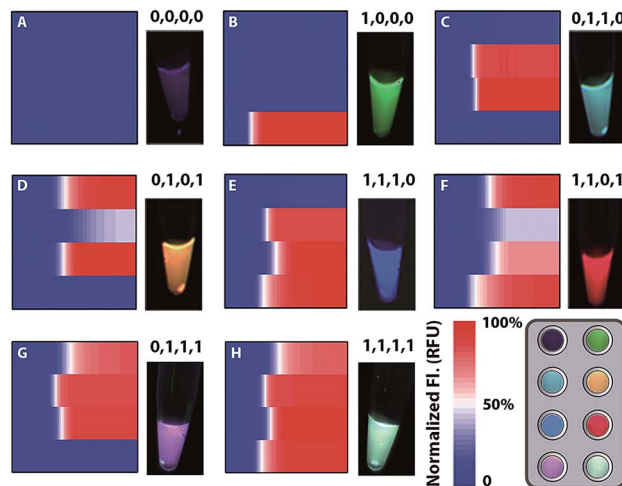 A 0,0,0,0
B 1,0,0,0
C 0,1,1,0
D 0,1,0,1
E 1,1,1,0
F 1,1,0,1
G 0,1,1,1
H 1,1,1,1
Normalized Fl. (RFU)
100%
50%
0